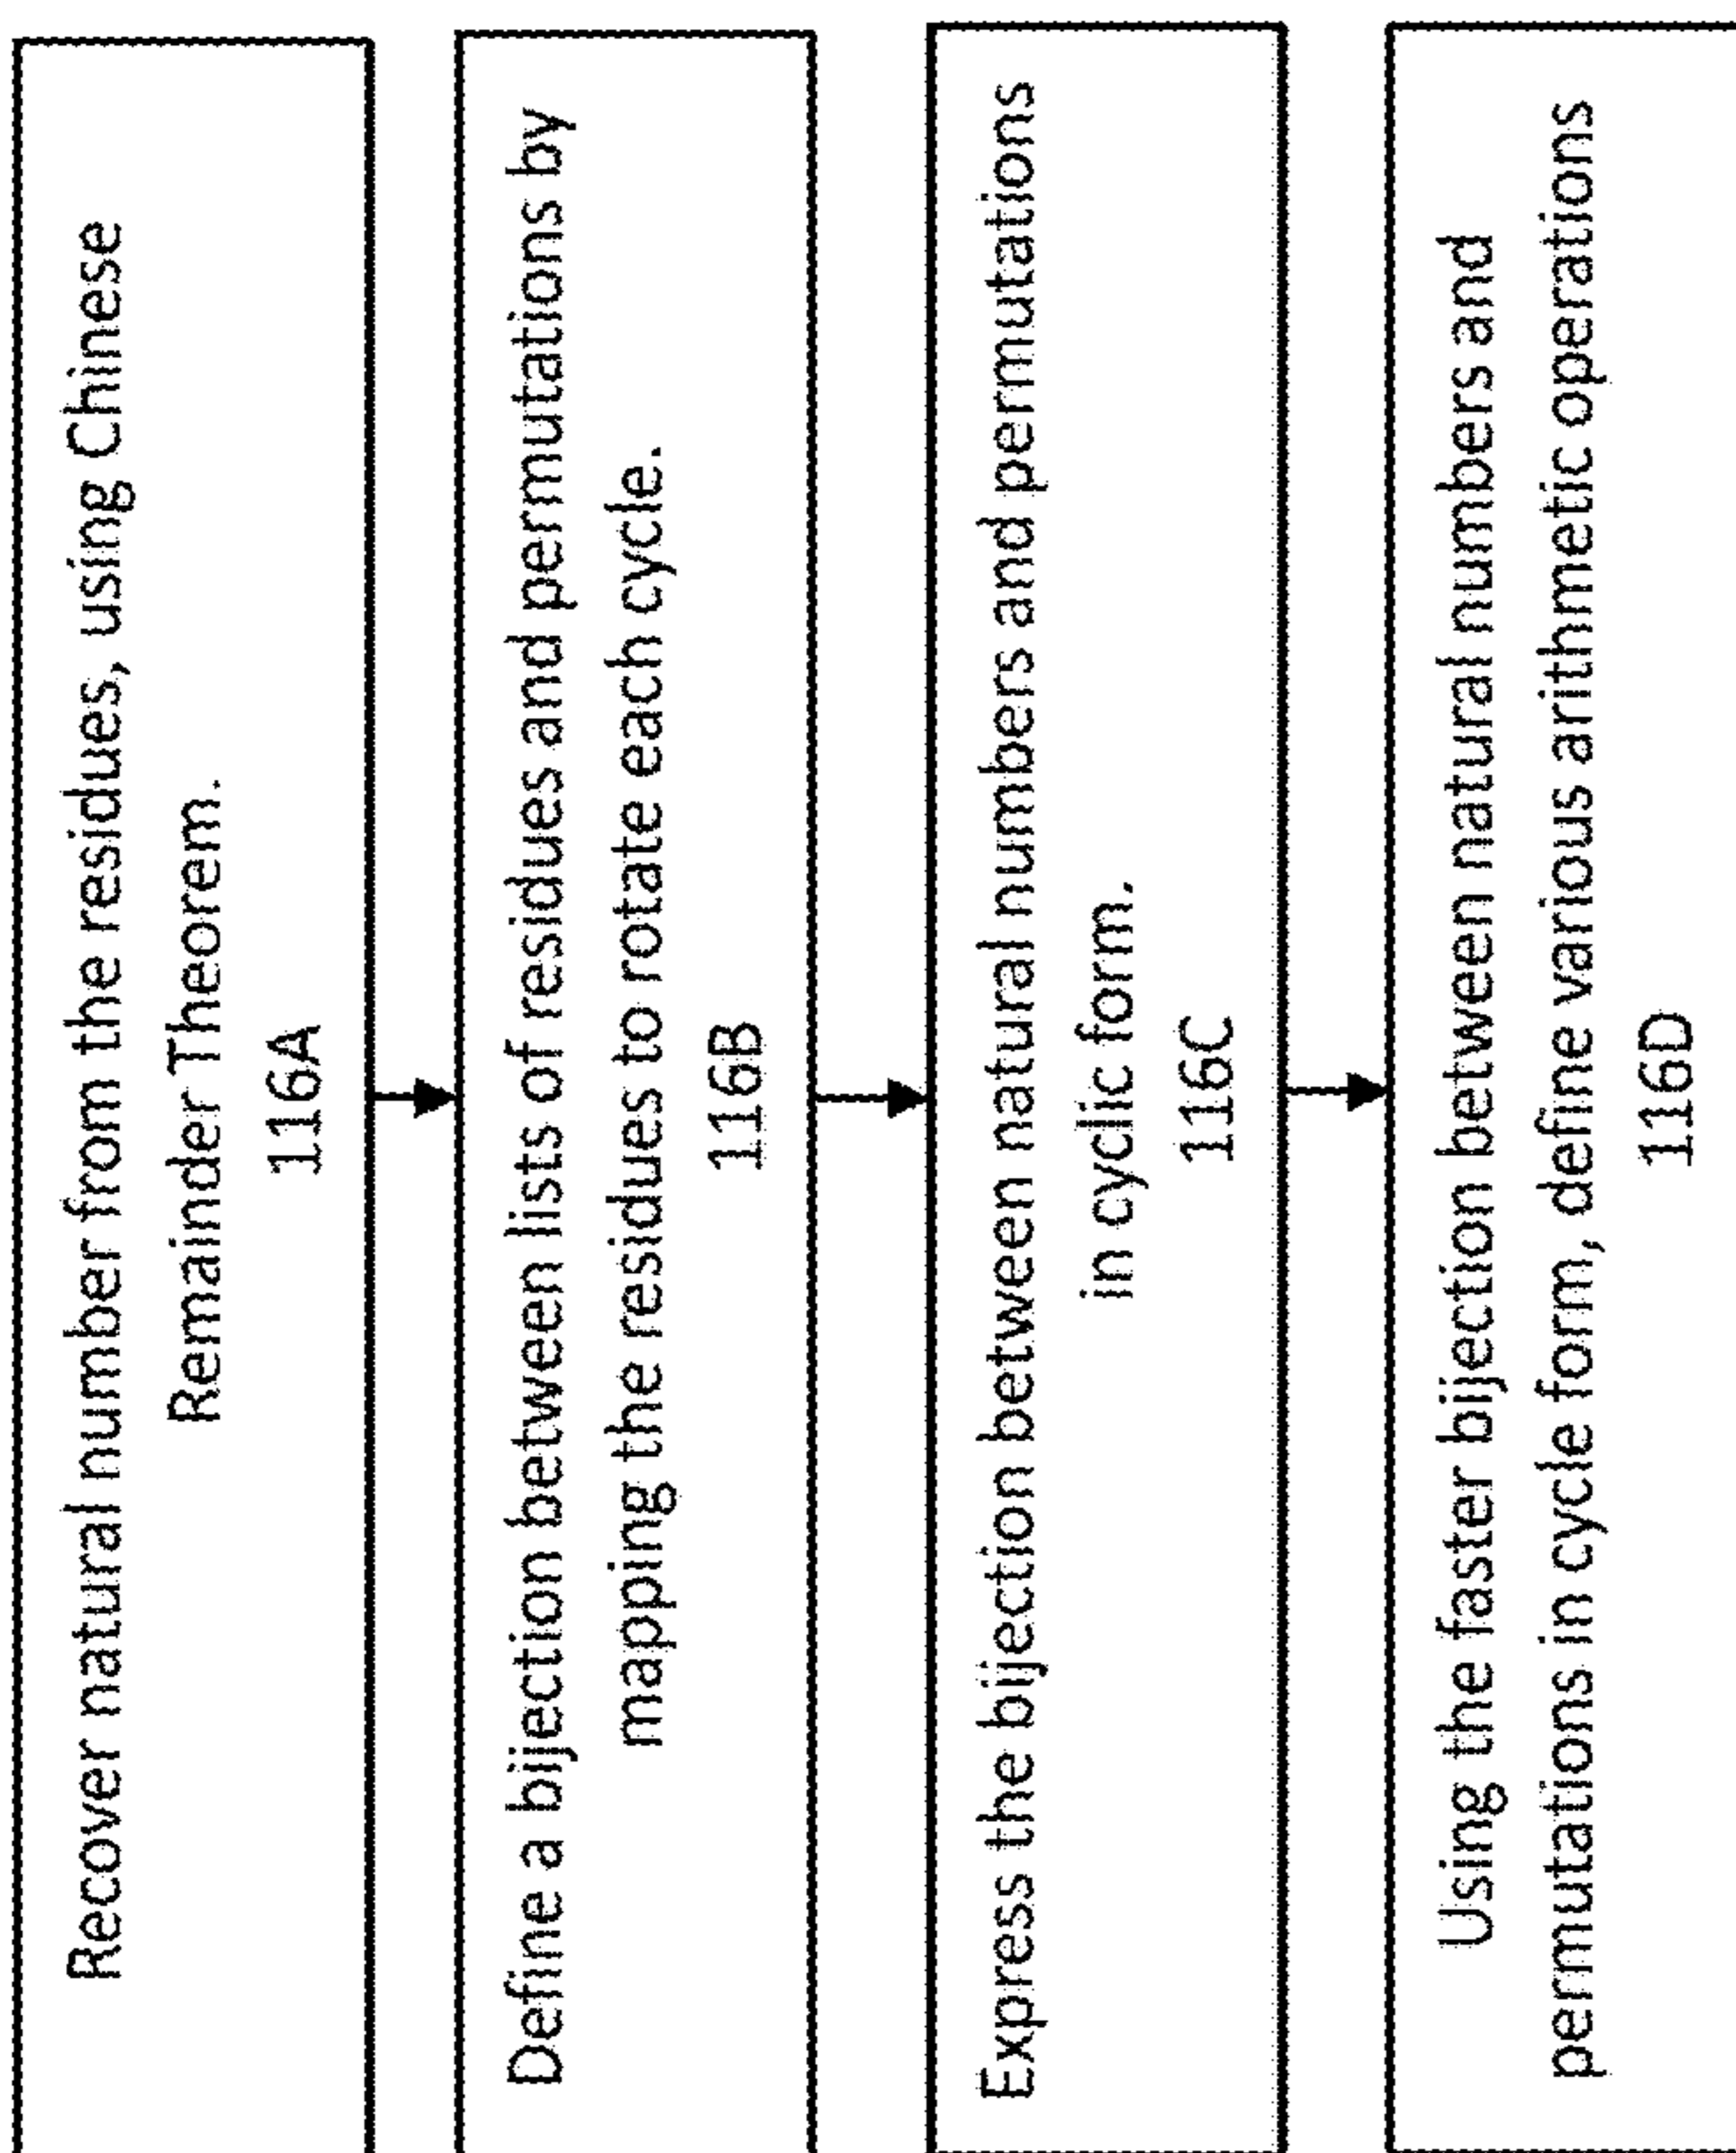 Recover natural number from the residues, using Chinese
Remainder Theorem.
116A
Define a bijection between lists of residues and permutations by
mapping the residues to rotate each cycle.
116B
Express the bijection between natural numbers and permutations
in cyclic form.
116C
Using the faster bijection between natural numbers and
permutations in cycle form, define various arithmetic operations
116D